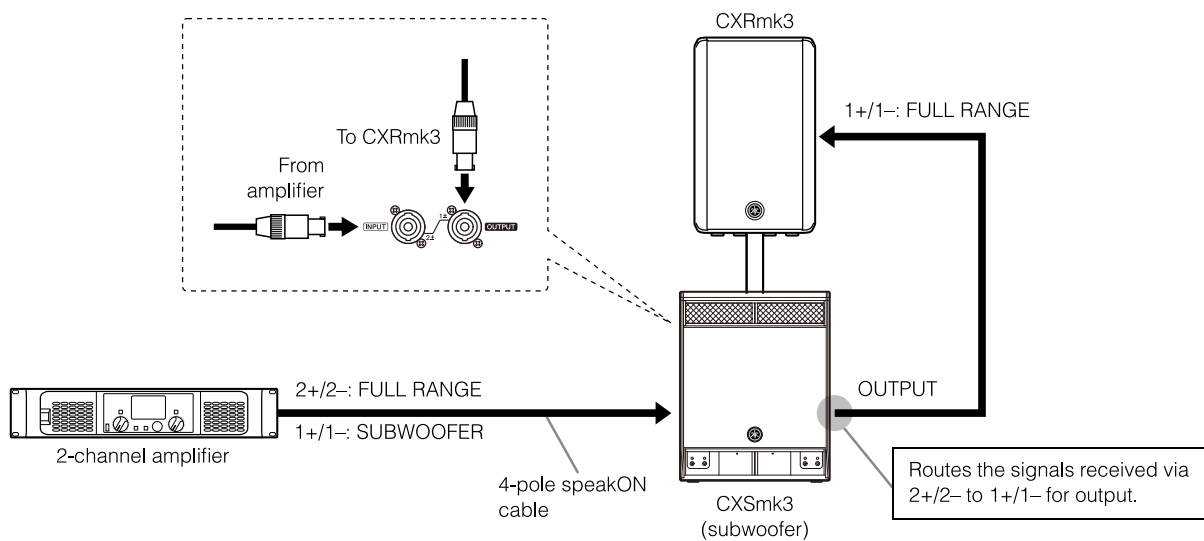 CXRmk3
1+/1–: FULL RANGE
To CXRmk3
From
amplifier
INPUT
1±
2±
OUTPUT
2+/2–: FULL RANGE
1+/1–: SUBWOOFER
2-channel amplifier
4-pole speakON
cable
OUTPUT
CXSmk3
(subwoofer)
Routes the signals received via
2+/2– to 1+/1– for output.